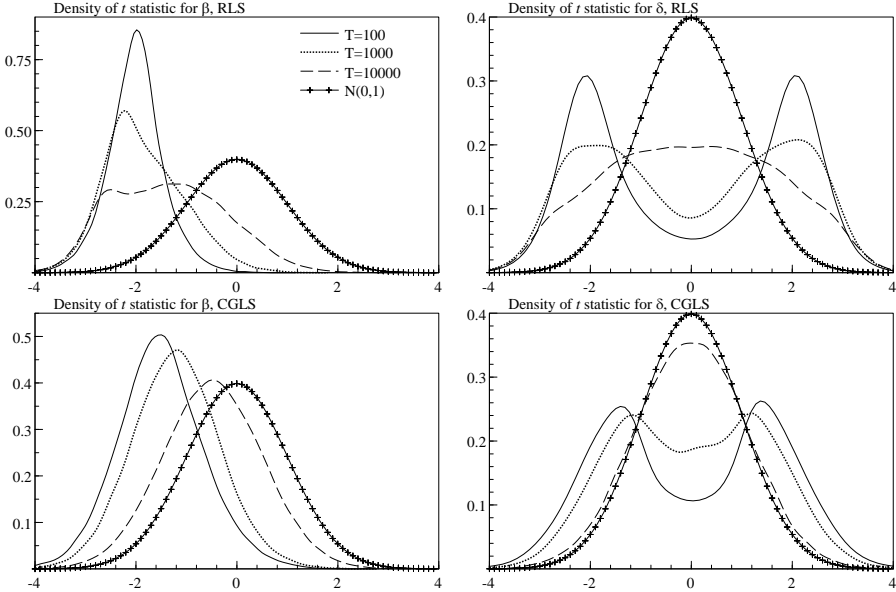 Density of t statistic for β, RLS
0.75
0.50
0.25
-4 -2 0 2 4
T=100
T=1000
T=10000
N(0,1)
Density of t statistic for δ, RLS
0.4
0.3
0.2
0.1
-4 -2 0 2 4
Density of t statistic for β, CGLS
0.5
0.4
0.3
0.2
0.1
-4 -2 0 2 4
Density of t statistic for δ, CGLS
0.4
0.3
0.2
0.1
-4 -2 0 2 4